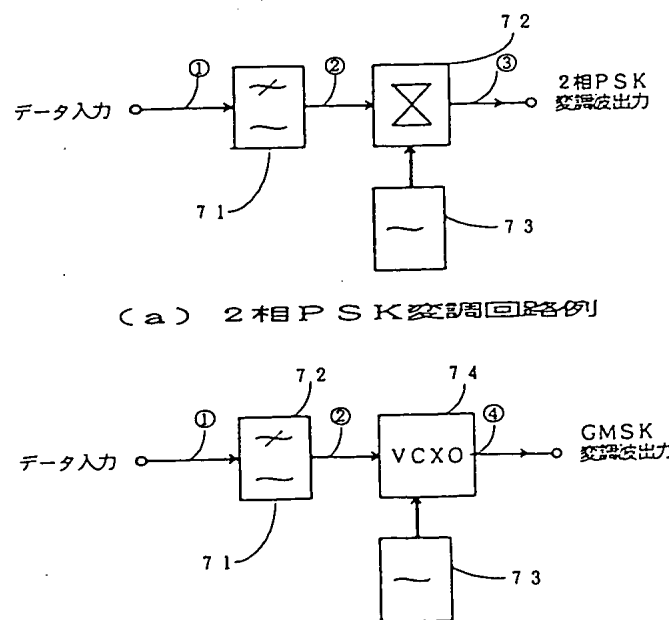 72
① ② ③
データ入力
2相PSK
変調波出力
71
73
(a) 2相PSK変調回路例
72 74
① ② ④
データ入力
VCXO
GMSK
変調波出力
71
73